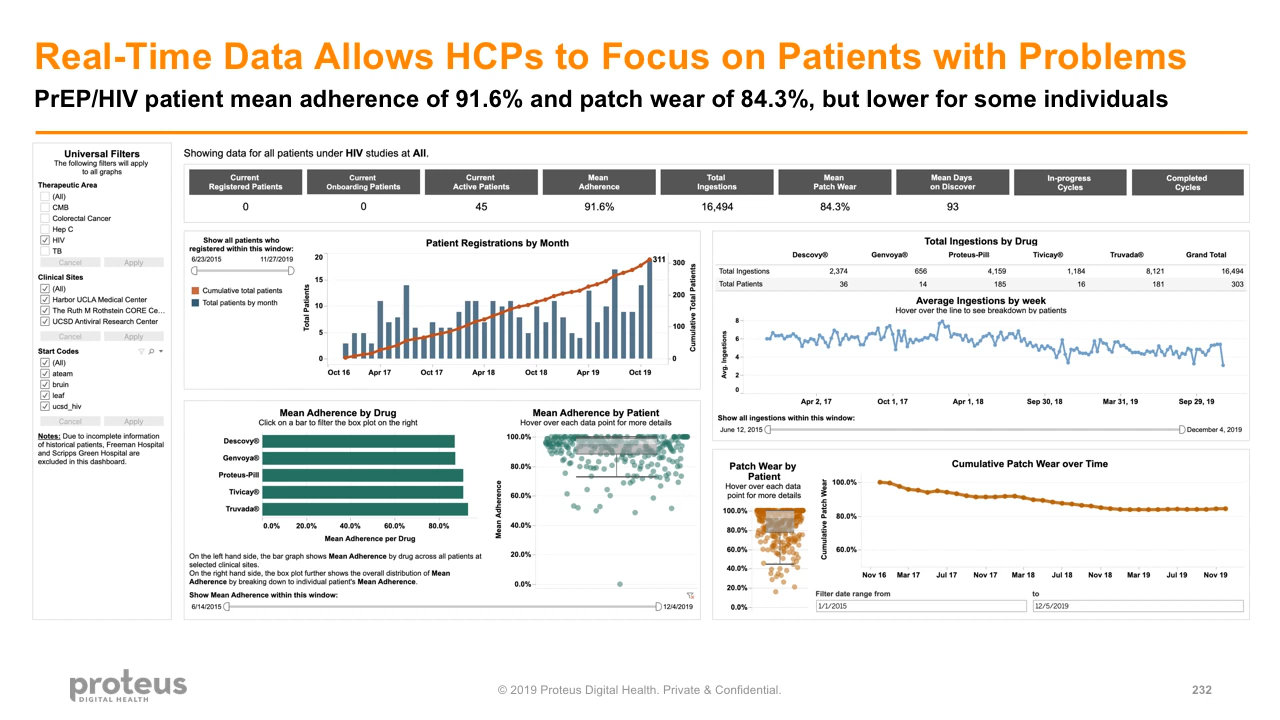 Real-Time Data Allows HCPs to Focus on Patients with Problems
PrEP/HIV patient mean adherence of 91.6% and patch wear of 84.3%, but lower for some individuals
Universal Filters
The following filters will apply
to all graphs
Therapeutic Area
(All)
CMB
Colorectal Cancer
Hep C
HIV
TB
Cancel Apply
Clinical Sites
(All)
Harbor UCLA Medical Center
The Ruth M Rothstein CORE Ce...
UCSD Antiviral Research Center
Cancel Apply
Start Codes
(All)
ateam
bruin
leaf
ucsd_hiv
Cancel Apply
Notes: Due to incomplete information
of historical patients, Freeman Hospital
and Scripps Green Hospital are
excluded in this dashboard.
Showing data for all patients under HIV studies at All.
Current
Registered Patients
Current
Onboarding Patients
Current
Active Patients
Mean
Adherence
Total
Ingestions
Mean
Patch Wear
Mean Days
on Discover
In-progress
Cycles
Completed
Cycles
0 0 45 91.6% 16,494 84.3% 93
Show all patients who
registered within this window:
6/23/2015 11/27/2019
Cumulative total patients
Total patients by month
Patient Registrations by Month
Total Patients
20
15
10
5
0
311
300
200
100
0
Cumulative Total Patients
Oct 16 Apr 17 Oct 17 Apr 18 Oct 18 Apr 19 Oct 19
Total Ingestions by Drug
Descovy® Genvoya® Proteus-Pill Tivicay® Truvada® Grand Total
Total Ingestions 2,374 656 4,159 1,184 8,121 16,494
Total Patients 36 14 185 16 181 303
Average Ingestions by week
Hover over the line to see breakdown by patients
Avg. Ingestions
8
6
4
2
0
Apr 2, 17 Oct 1, 17 Apr 1, 18 Sep 30, 18 Mar 31, 19 Sep 29, 19
Show all ingestions within this window:
June 12, 2015 December 4, 2019
Mean Adherence by Drug
Click on a bar to filter the box plot on the right
Descovy®
Genvoya®
Proteus-Pill
Tivicay®
Truvada®
0.0% 20.0% 40.0% 60.0% 80.0%
Mean Adherence per Drug
Mean Adherence by Patient
Hover over each data point for more details
Mean Adherence
100.0%
80.0%
60.0%
40.0%
20.0%
0.0%
On the left hand side, the bar graph shows Mean Adherence by drug across all patients at
selected clinical sites.
On the right hand side, the box plot further shows the overall distribution of Mean
Adherence by breaking down to individual patient's Mean Adherence.
Show Mean Adherence within this window:
6/14/2015 12/4/2019
Patch Wear by
Patient
Hover over each data
point for more details
100.0%
80.0%
60.0%
40.0%
20.0%
0.0%
Cumulative Patch Wear over Time
Cumulative Patch Wear
100.0%
80.0%
60.0%
Nov 16 Mar 17 Jul 17 Nov 17 Mar 18 Jul 18 Nov 18 Mar 19 Jul 19 Nov 19
Filter date range from to
1/1/2015 12/5/2019
proteus
DIGITAL HEALTH
© 2019 Proteus Digital Health. Private & Confidential.
232